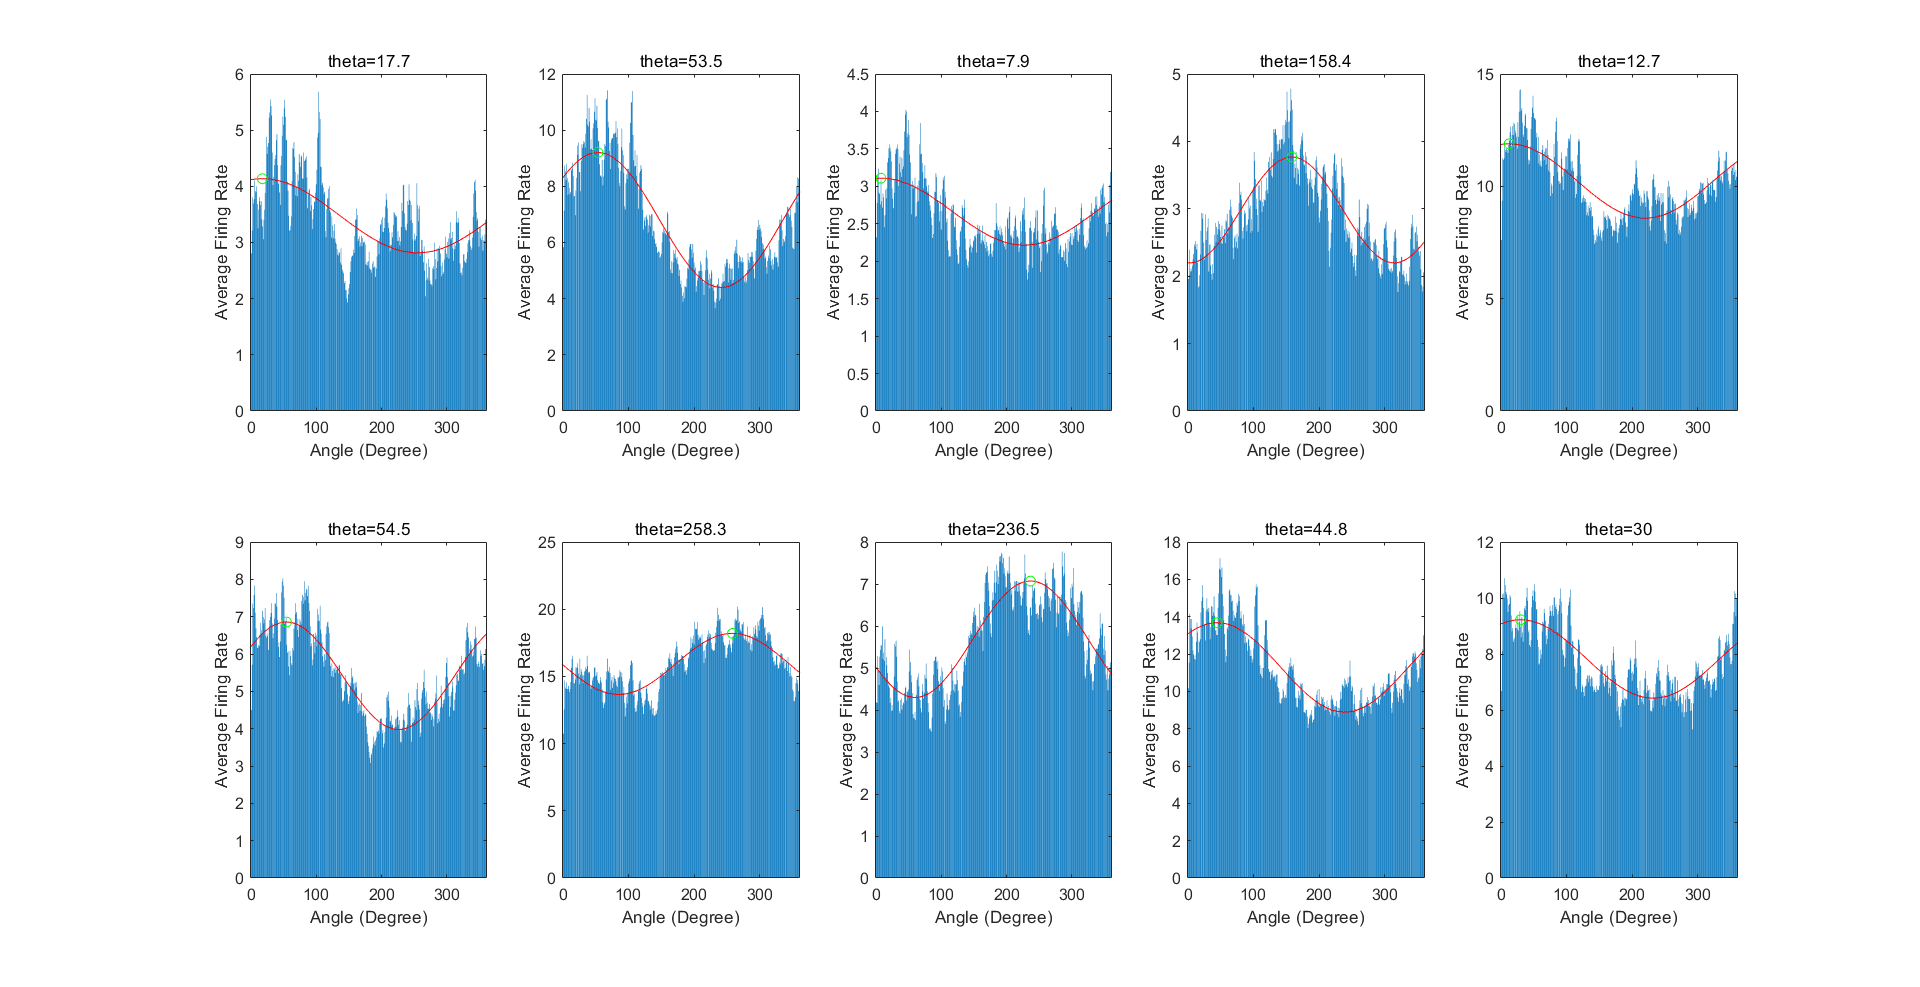 theta=17.7
6
5
4
3
2
1
0
0 100 200 300
Average Firing Rate
Angle (Degree)
theta=53.5
12
10
8
6
4
2
0
0 100 200 300
Average Firing Rate
Angle (Degree)
theta=7.9
4.5
4
3.5
3
2.5
2
1.5
1
0.5
0
0 100 200 300
Average Firing Rate
Angle (Degree)
theta=158.4
5
4
3
2
1
0
0 100 200 300
Average Firing Rate
Angle (Degree)
theta=12.7
15
10
5
0
0 100 200 300
Average Firing Rate
Angle (Degree)
theta=54.5
9
8
7
6
5
4
3
2
1
0
0 100 200 300
Average Firing Rate
Angle (Degree)
theta=258.3
25
20
15
10
5
0
0 100 200 300
Average Firing Rate
Angle (Degree)
theta=236.5
8
7
6
5
4
3
2
1
0
0 100 200 300
Average Firing Rate
Angle (Degree)
theta=44.8
18
16
14
12
10
8
6
4
2
0
0 100 200 300
Average Firing Rate
Angle (Degree)
theta=30
12
10
8
6
4
2
0
0 100 200 300
Average Firing Rate
Angle (Degree)